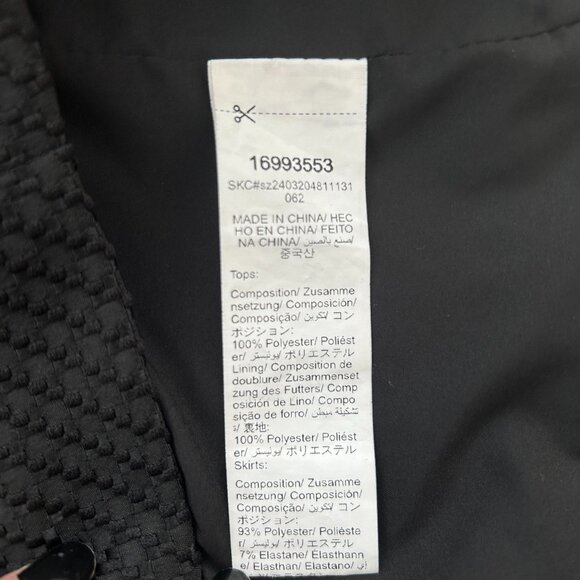 16993553
SKC#sz2403204811131
062
MADE IN CHINA/ HEC
HO EN CHINA/ FEITO
NA CHINA/ صنع بالصين/
중국산
Tops:
Composition/ Zusamme
nsetzung/ Composición/
Composição/ تكوين/ コン
ポジション:
100% Polyester/ Poliést
er/ بوليستر/ ポリエステル
Lining/ Composition de
doublure/ Zusammenset
zung des Futters/ Comp
osición de Lino/ Compo
sição de forro/ تشكيلة مبطن
ة/ 裏地:
100% Polyester/ Poliést
er/ بوليستر/ ポリエステル
Skirts:
Composition/ Zusamme
nsetzung/ Composición/
Composição/ تكوين/ コン
ポジション:
93% Polyester/ Poliéste
r/ بوليستر/ ポリエステル
7% Elastane/ Elasthann
e/ Elasthan/ Elastano/ إي